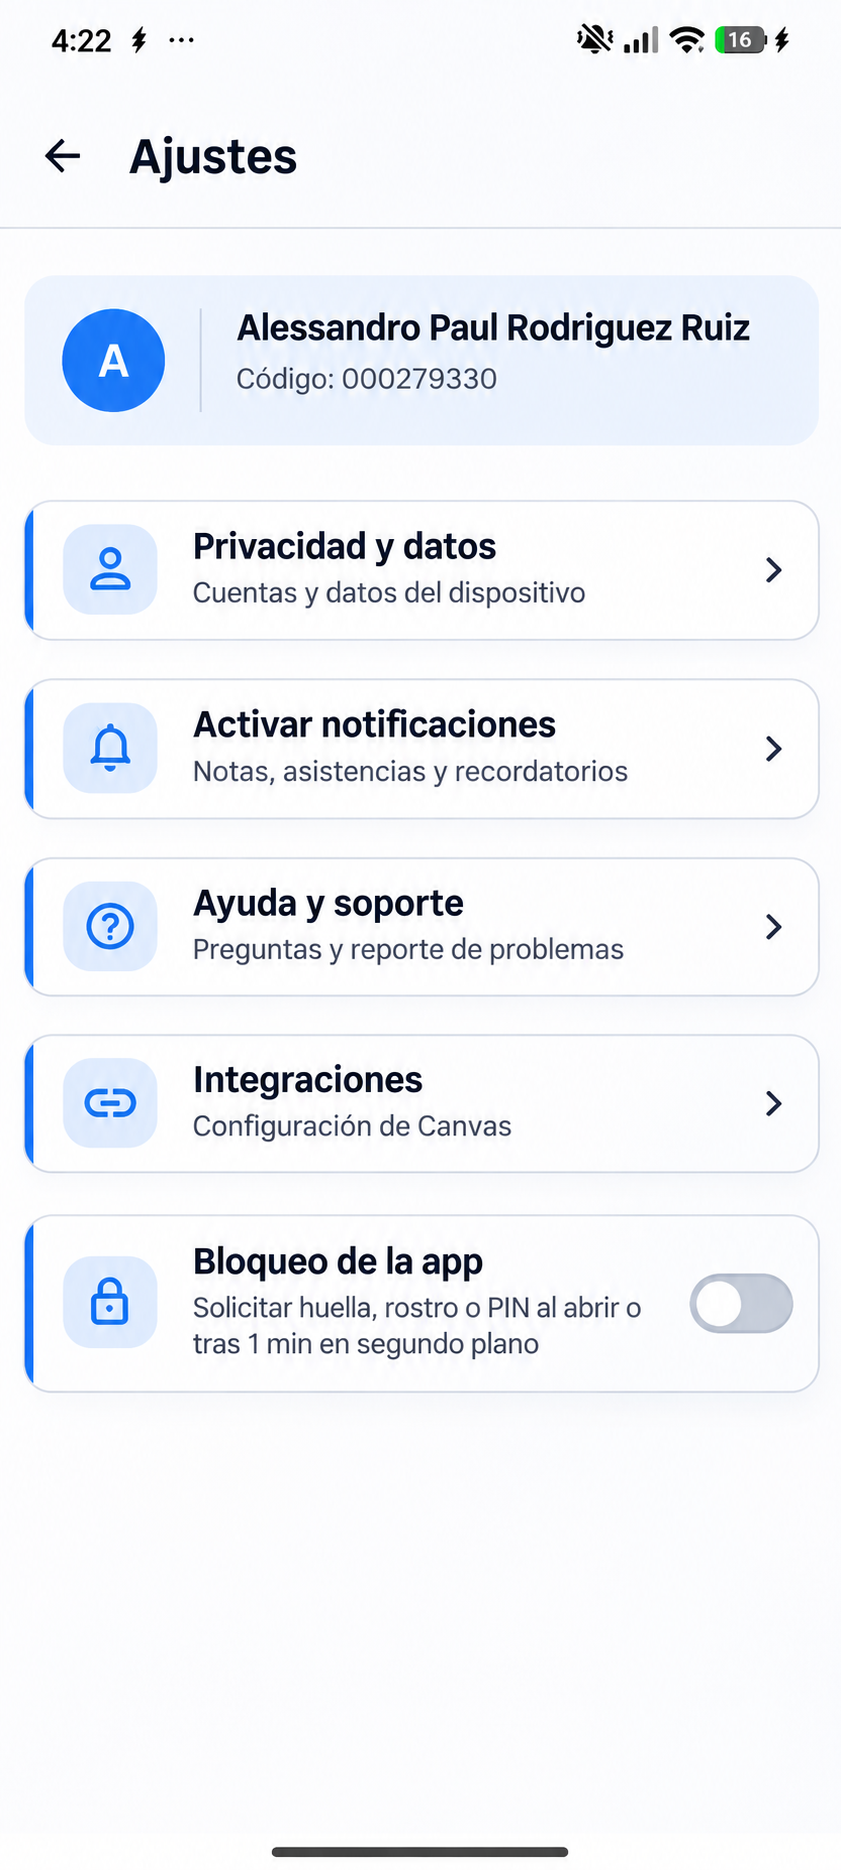 4:22
16
Ajustes
A
Alessandro Paul Rodriguez Ruiz
Código: 000279330
Privacidad y datos
Cuentas y datos del dispositivo
Activar notificaciones
Notas, asistencias y recordatorios
Ayuda y soporte
Preguntas y reporte de problemas
Integraciones
Configuración de Canvas
Bloqueo de la app
Solicitar huella, rostro o PIN al abrir o
tras 1 min en segundo plano